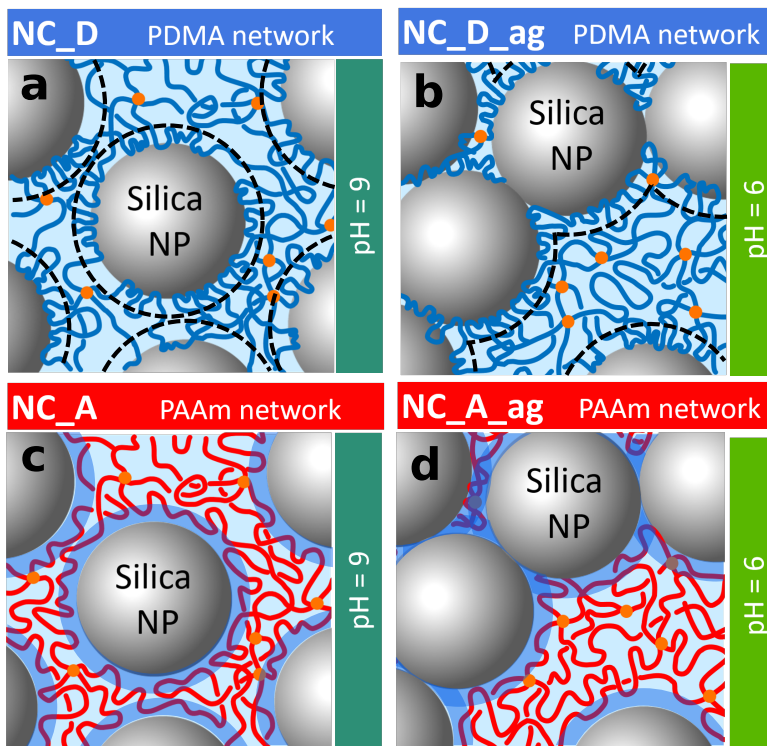 NC_D PDMA network
a
Silica
NP
pH = 9
NC_D_ag PDMA network
b
Silica
NP
pH = 6
NC_A PAAm network
c
Silica
NP
pH = 9
NC_A_ag PAAm network
d
Silica
NP
pH = 6